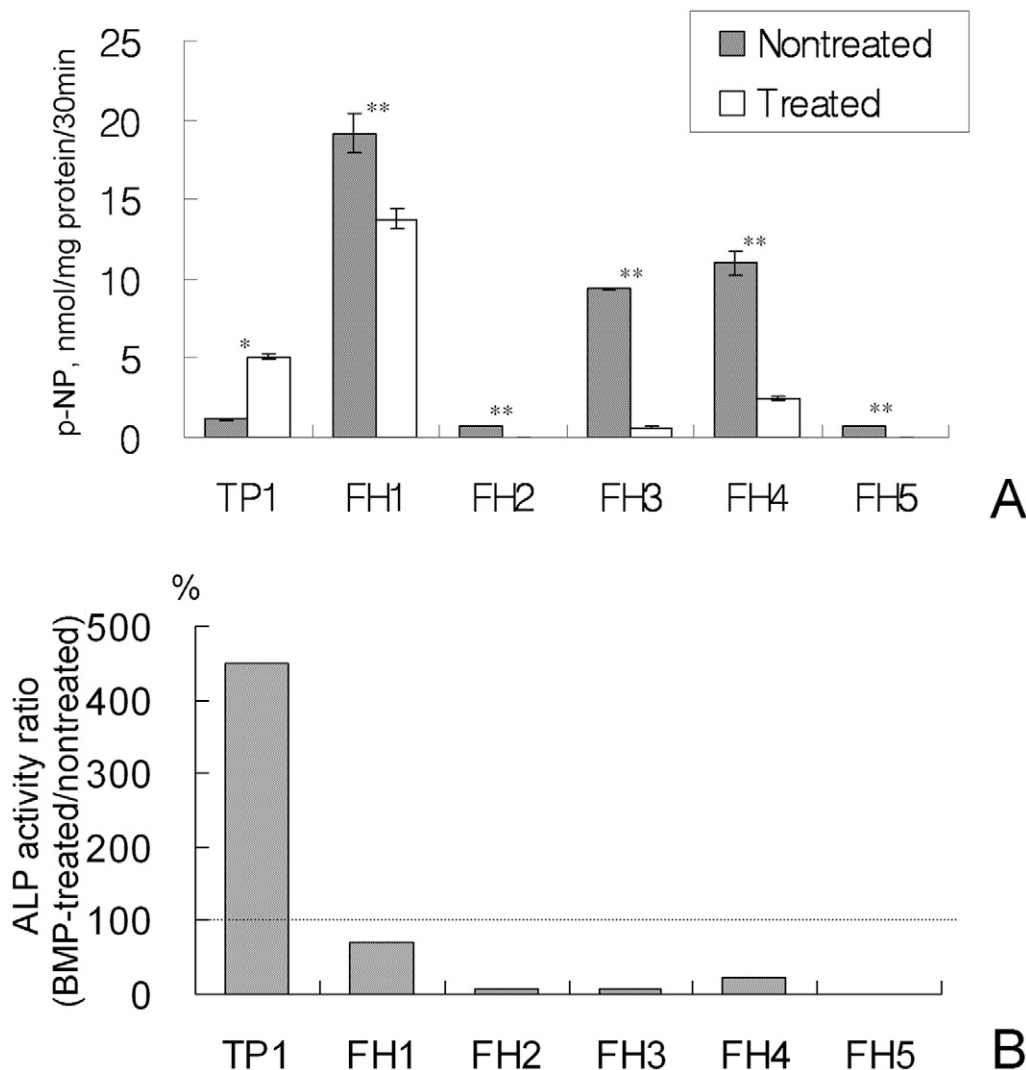 p-NP, nmol/mg protein/30min
25
20
15
10
5
0
Nontreated
Treated
*
**
**
**
**
**
TP1 FH1 FH2 FH3 FH4 FH5
A
%
ALP activity ratio
(BMP-treated/nontreated)
500
400
300
200
100
0
TP1 FH1 FH2 FH3 FH4 FH5
B